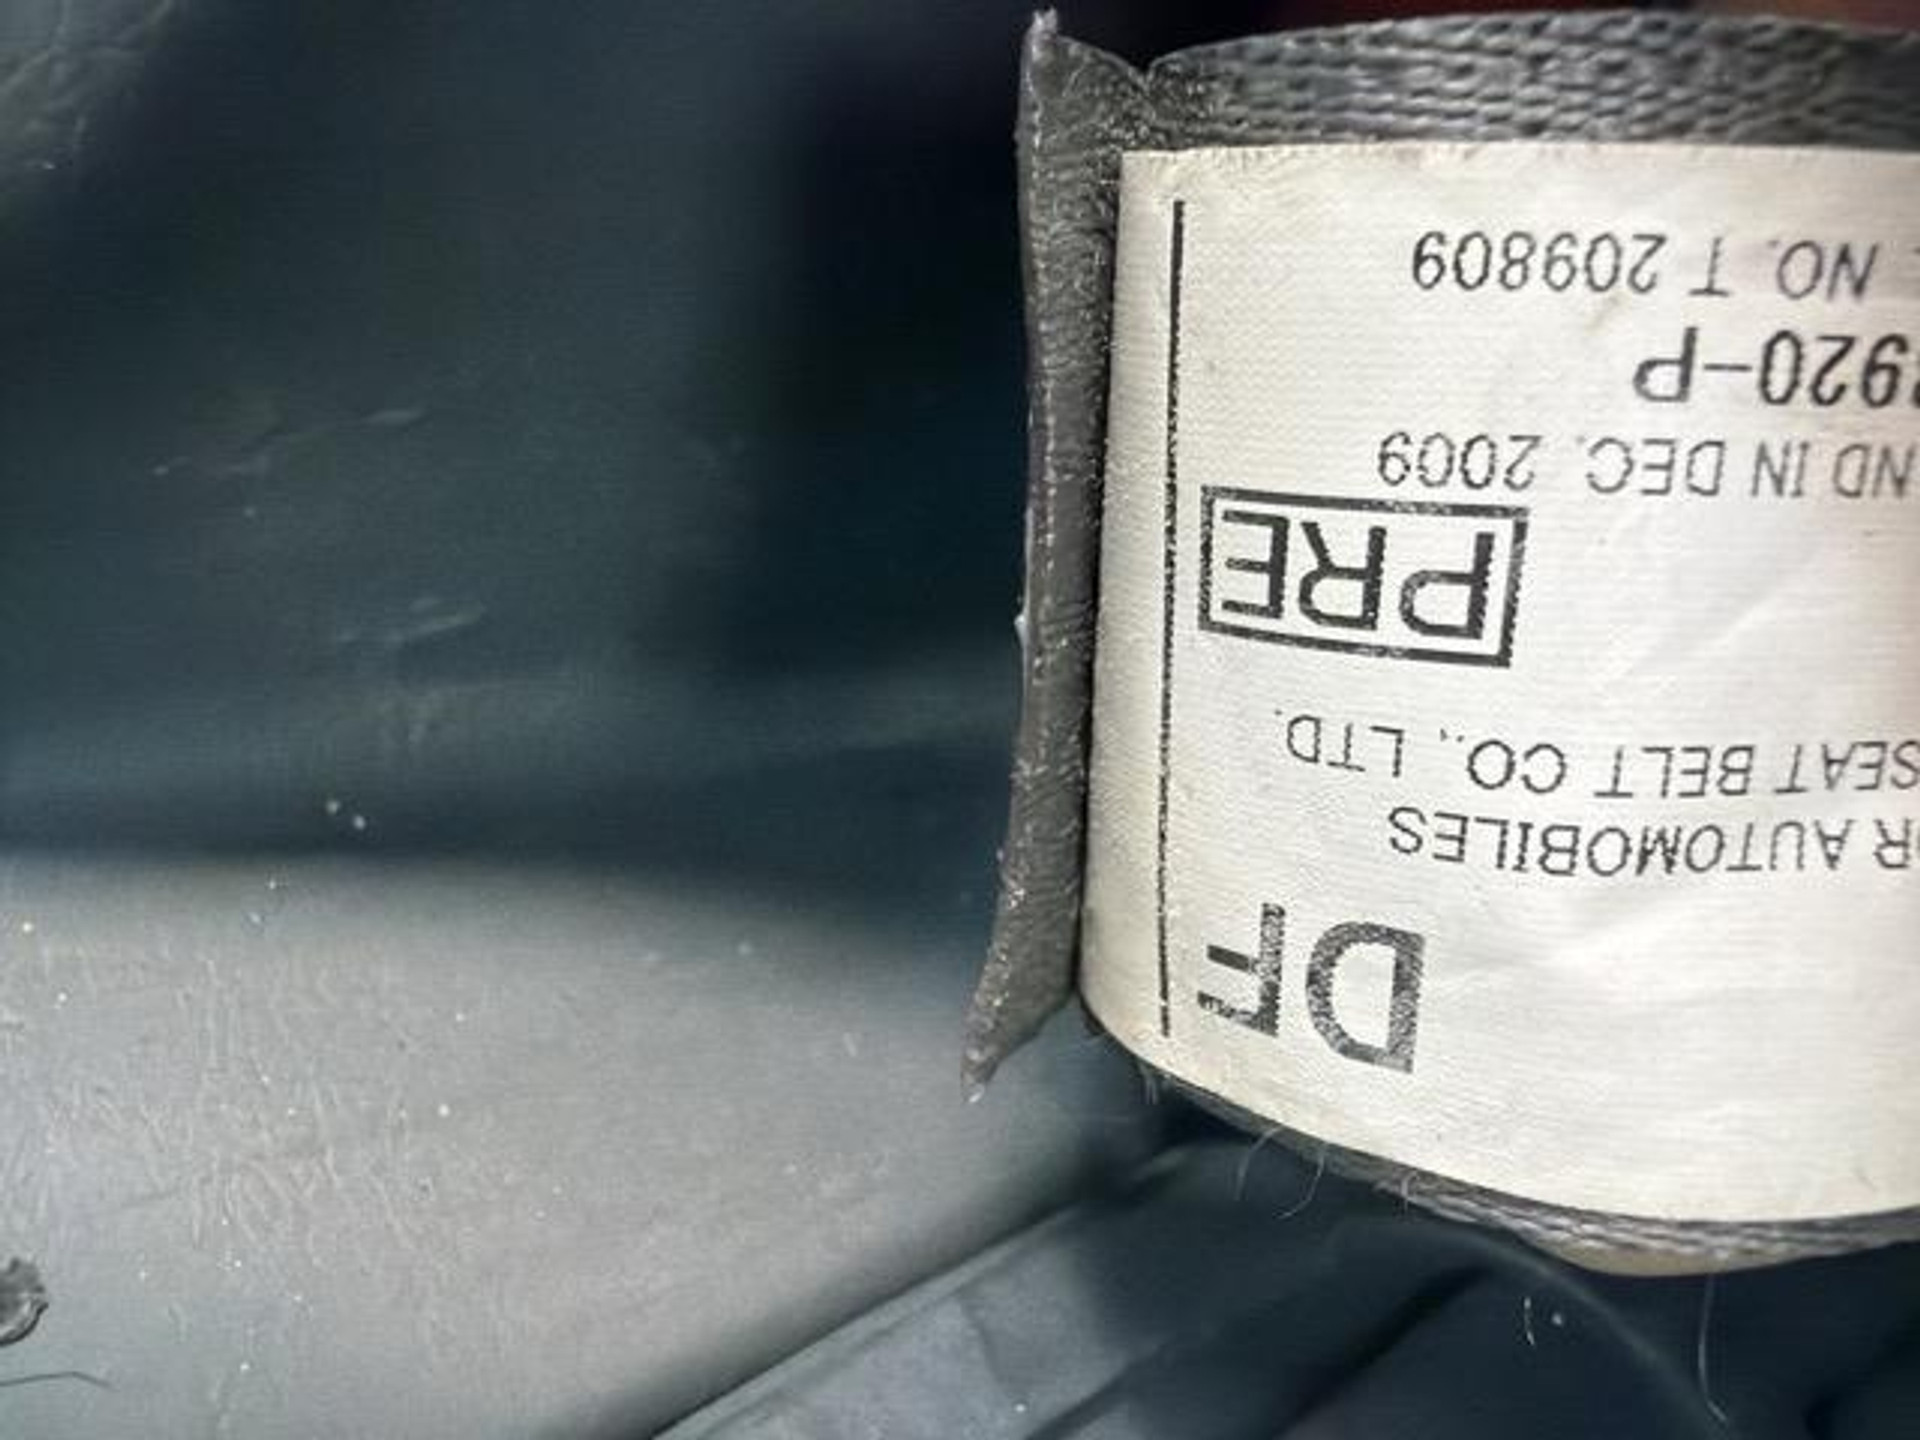 DF
R AUTOMOBILES
SEAT BELT CO., LTD.
PRE
ND IN DEC. 2009
920-P
NO. T 209809